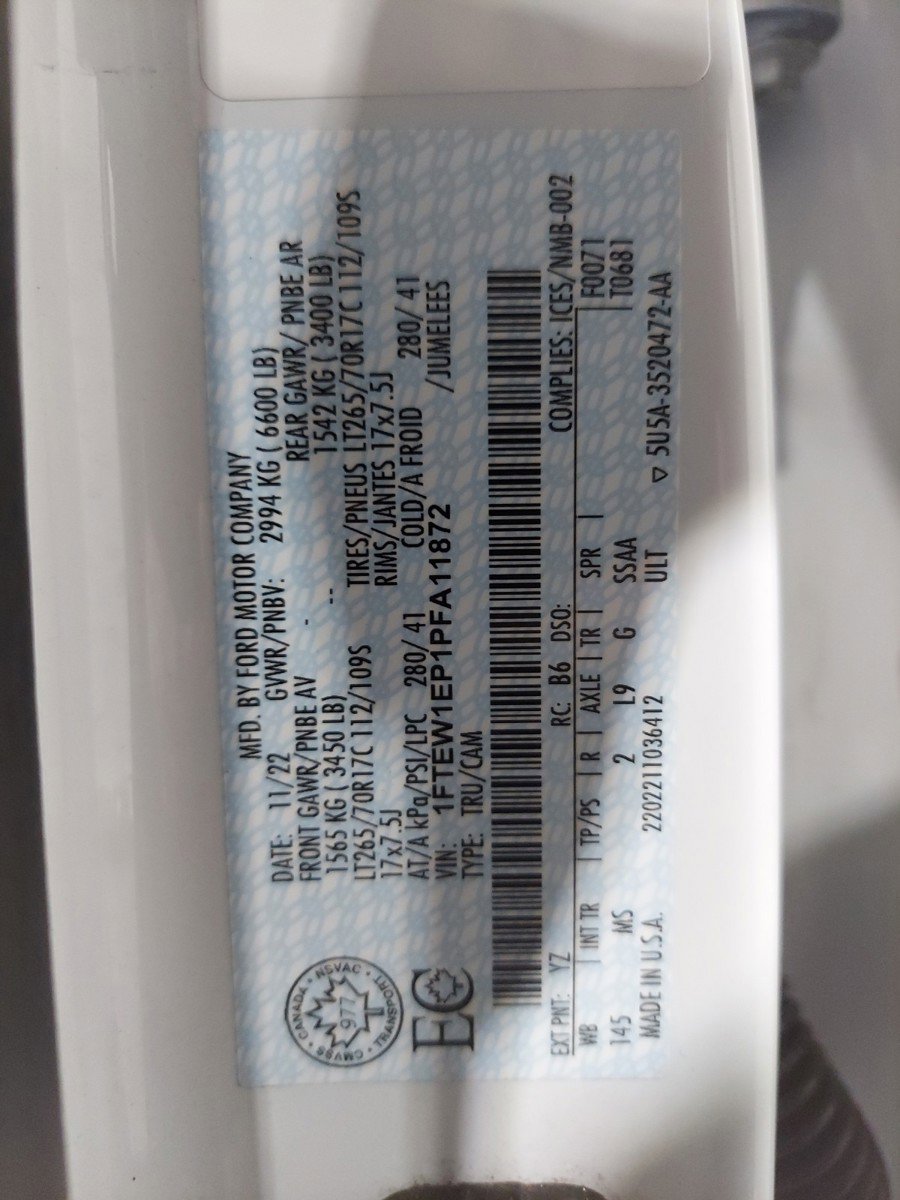 MFD. BY FORD MOTOR COMPANY
DATE: 11/22 GVWR/PNBV: 2994 KG ( 6600 LB)
FRONT GAWR/PNBE AV - REAR GAWR/ PNBE AR
1565 KG ( 3450 LB) -- 1542 KG ( 3400 LB)
LT265/70R17C 112/109S TIRES/PNEUS LT265/70R17C 112/109S
17x7.5J RIMS/JANTES 17x7.5J
AT/A kPa/PSI/LPC 280/ 41 COLD/A FROID 280/ 41
VIN: 1FTEW1EP1PFA11872 /JUMELEES
TYPE: TRU/CAM
CANADA • NSVAC • TRANSPORT • CMVSS •
977
EC
EXT PNT: YZ RC: B6 DSO: COMPLIES: ICES/NMB-002
WB | INT TR | TP/PS | R | AXLE | TR | SPR | F0071
145 MS 2 L9 G SSAA T0681
MADE IN U.S.A. 220221036412 ULT ▽ 5U5A-3520472-AA